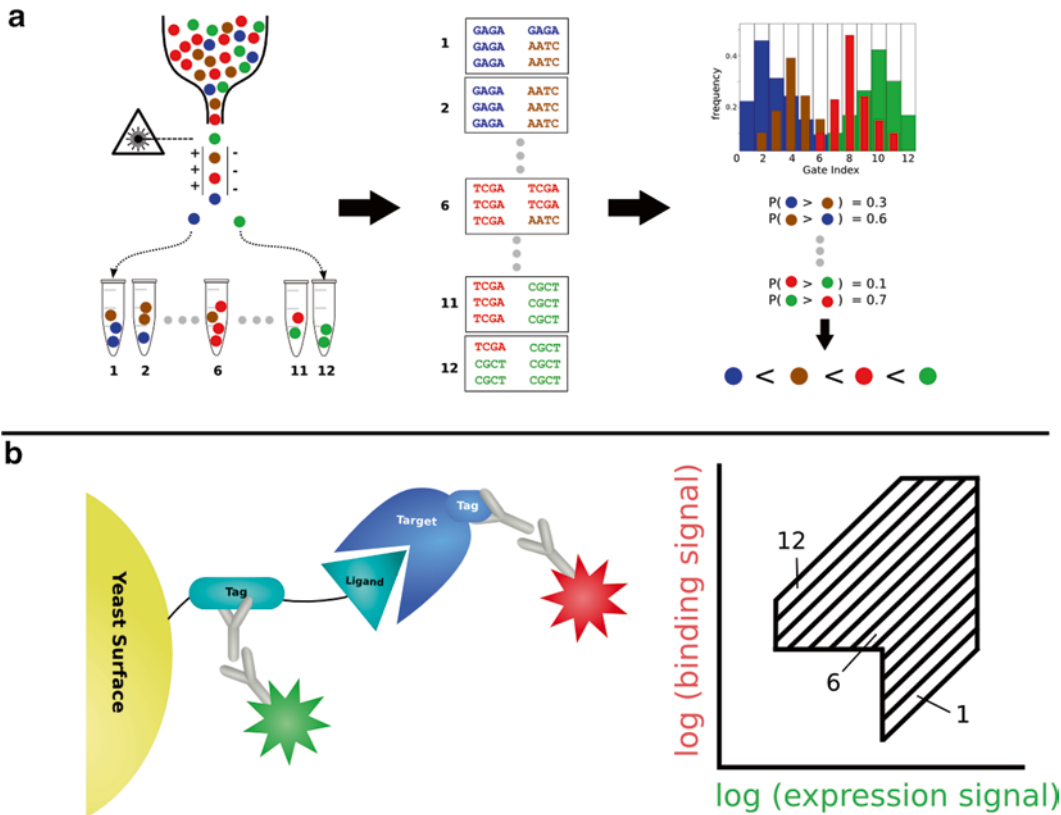 a
+ -
+ -
+ -
1 2 6 11 12
1
GAGA GAGA
GAGA AATC
GAGA AATC
2
GAGA AATC
GAGA AATC
GAGA AATC
6
TCGA TCGA
TCGA TCGA
TCGA AATC
11
TCGA CGCT
TCGA CGCT
TCGA CGCT
12
TCGA CGCT
CGCT CGCT
CGCT CGCT
frequency
0.4
0.2
0 2 4 6 8 10 12
Gate Index
P( > ) = 0.3
P( > ) = 0.6
P( > ) = 0.1
P( > ) = 0.7
< < <
b
Yeast Surface
Tag
Ligand
Target
Tag
log (binding signal)
12
6
1
log (expression signal)